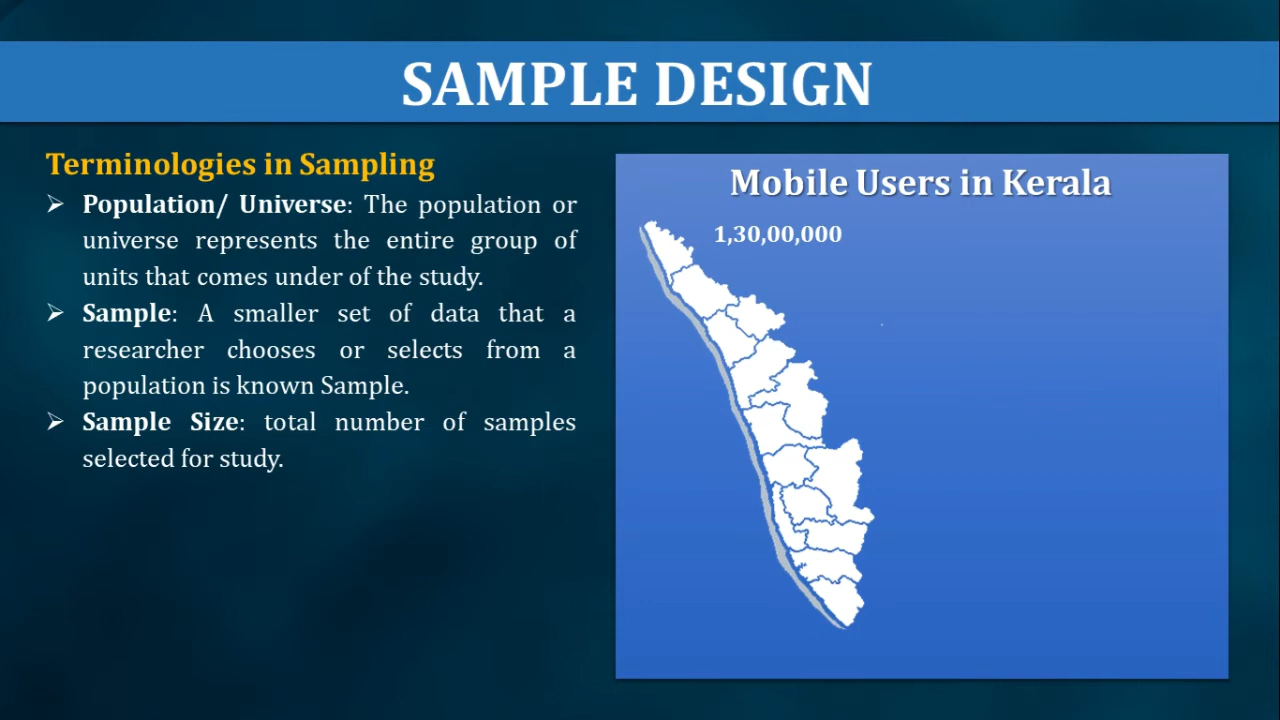 SAMPLE DESIGN
Terminologies in Sampling
➢ Population/ Universe: The population or
universe represents the entire group of
units that comes under of the study.
➢ Sample: A smaller set of data that a
researcher chooses or selects from a
population is known Sample.
➢ Sample Size: total number of samples
selected for study.
Mobile Users in Kerala
1,30,00,000